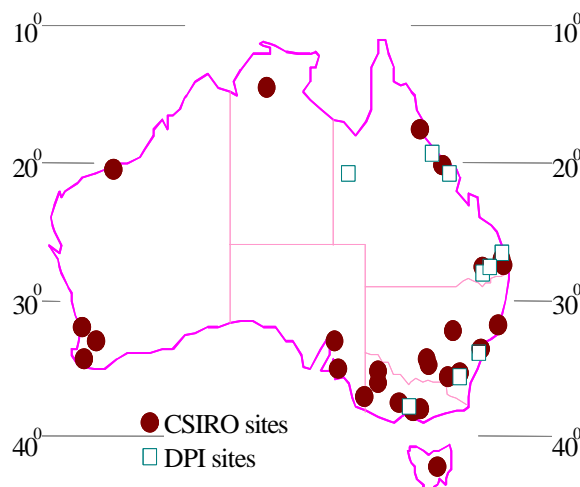 10⁰ 10⁰
20⁰ 20⁰
30⁰ 30⁰
CSIRO sites
DPI sites
40⁰ 40⁰